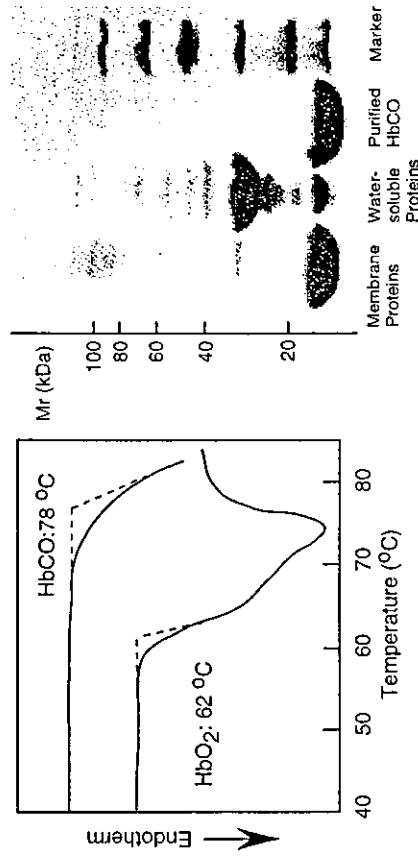 Endotherm
HbCO:78 °C
HbO2: 62 °C
40 50 60 70 80
Temperature (°C)
Mr (kDa)
100
80
60
40
20
Membrane Proteins
Water-soluble Proteins
Purified HbCO
Marker